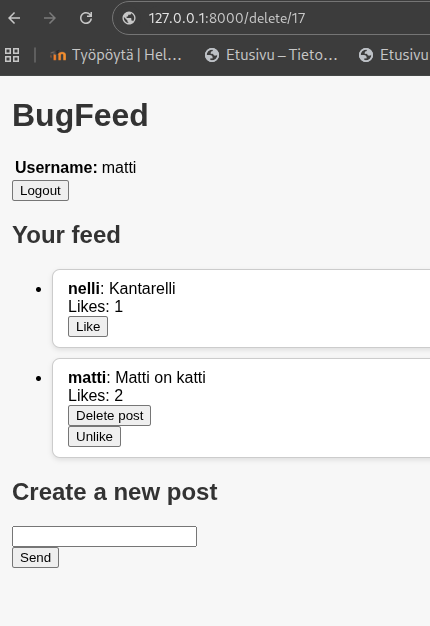 127.0.0.1:8000/delete/17
Työpöytä | Hel... Etusivu – Tieto... Etusivu
BugFeed
Username: matti
Logout
Your feed
nelli: Kantarelli
Likes: 1
Like
matti: Matti on katti
Likes: 2
Delete post
Unlike
Create a new post
Send